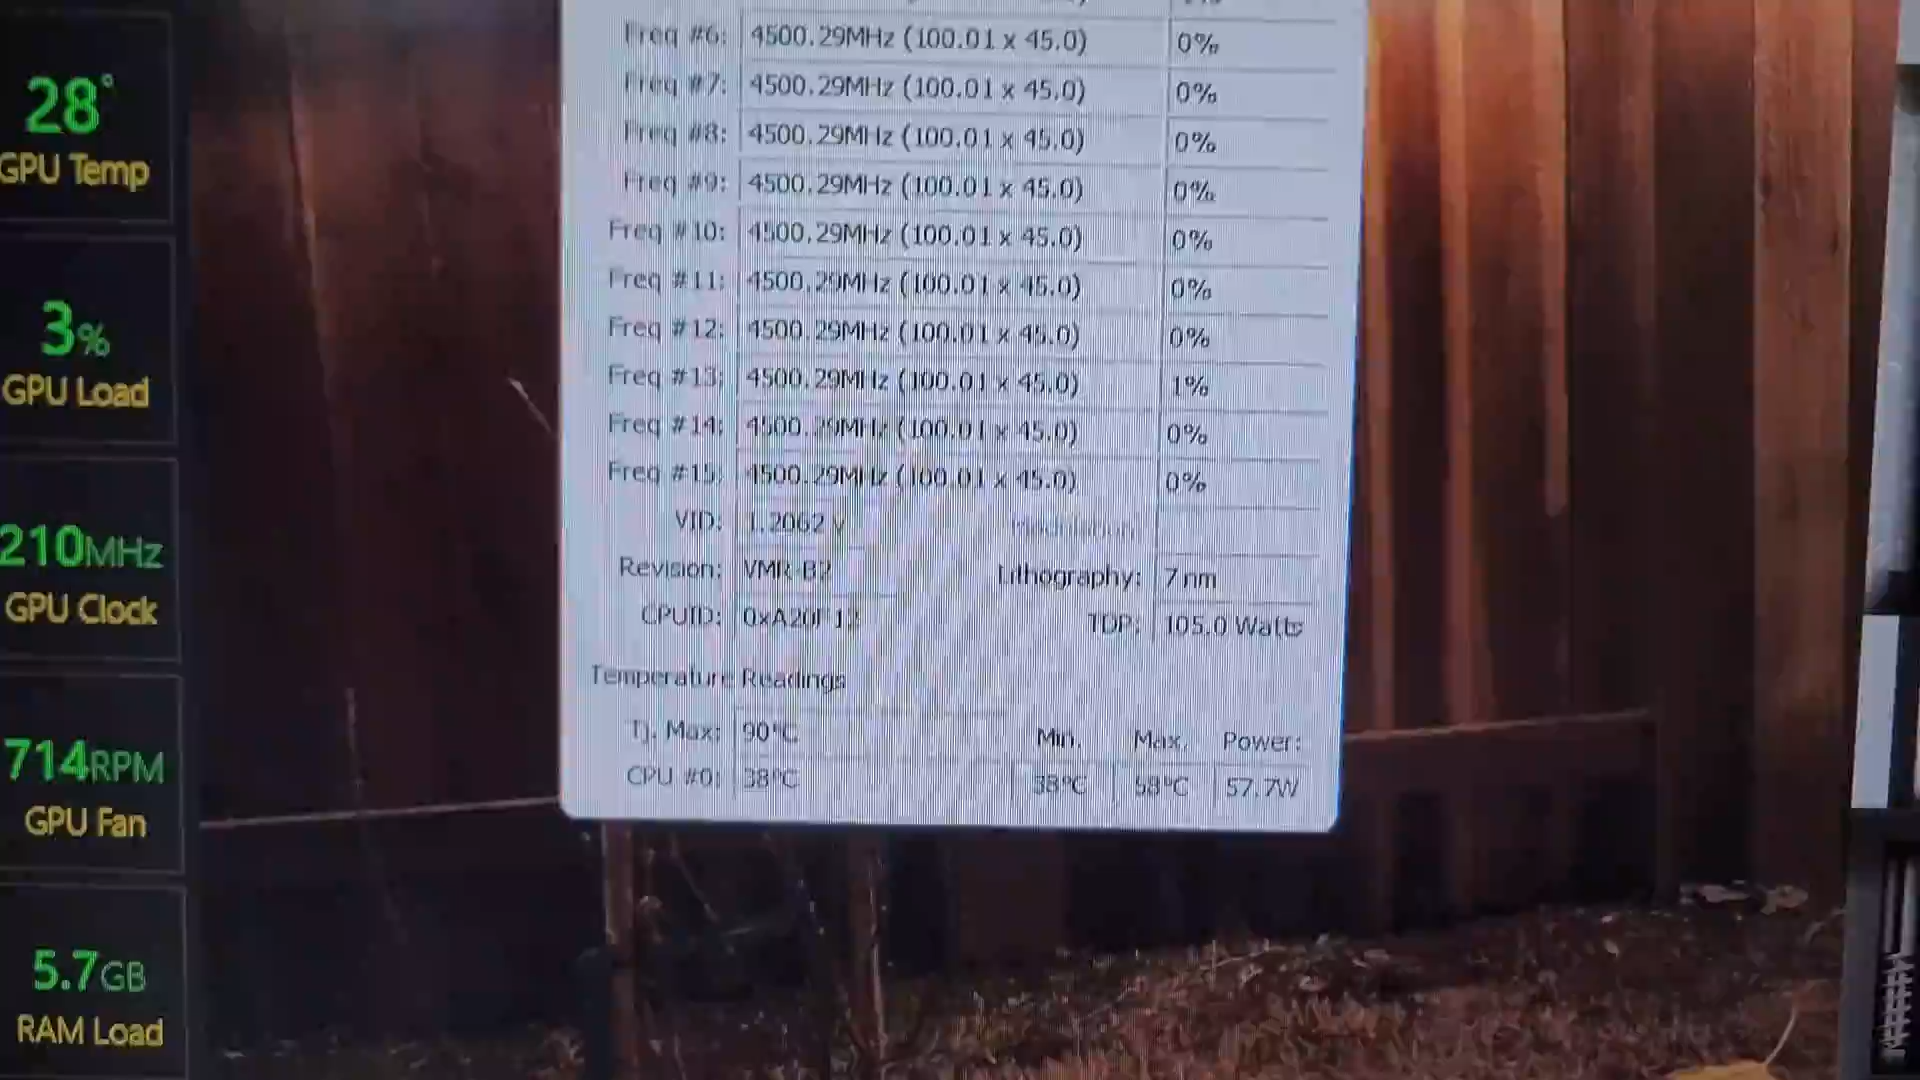 28°
GPU Temp
3%
GPU Load
210MHz
GPU Clock
714RPM
GPU Fan
5.7GB
RAM Load
Freq #6: 4500.29MHz (100.01 x 45.0) 0%
Freq #7: 4500.29MHz (100.01 x 45.0) 0%
Freq #8: 4500.29MHz (100.01 x 45.0) 0%
Freq #9: 4500.29MHz (100.01 x 45.0) 0%
Freq #10: 4500.29MHz (100.01 x 45.0) 0%
Freq #11: 4500.29MHz (100.01 x 45.0) 0%
Freq #12: 4500.29MHz (100.01 x 45.0) 0%
Freq #13: 4500.29MHz (100.01 x 45.0) 1%
Freq #14: 4500.29MHz (100.01 x 45.0) 0%
Freq #15: 4500.29MHz (100.01 x 45.0) 0%
VID: 1.2062 v Modulation:
Revision: VMR-B2 Lithography: 7 nm
CPUID: TDP: 105.0 Watts
Temperature Readings
Tj. Max: 90°C Min. Max. Power:
CPU #0: 38°C 38°C 57.7W